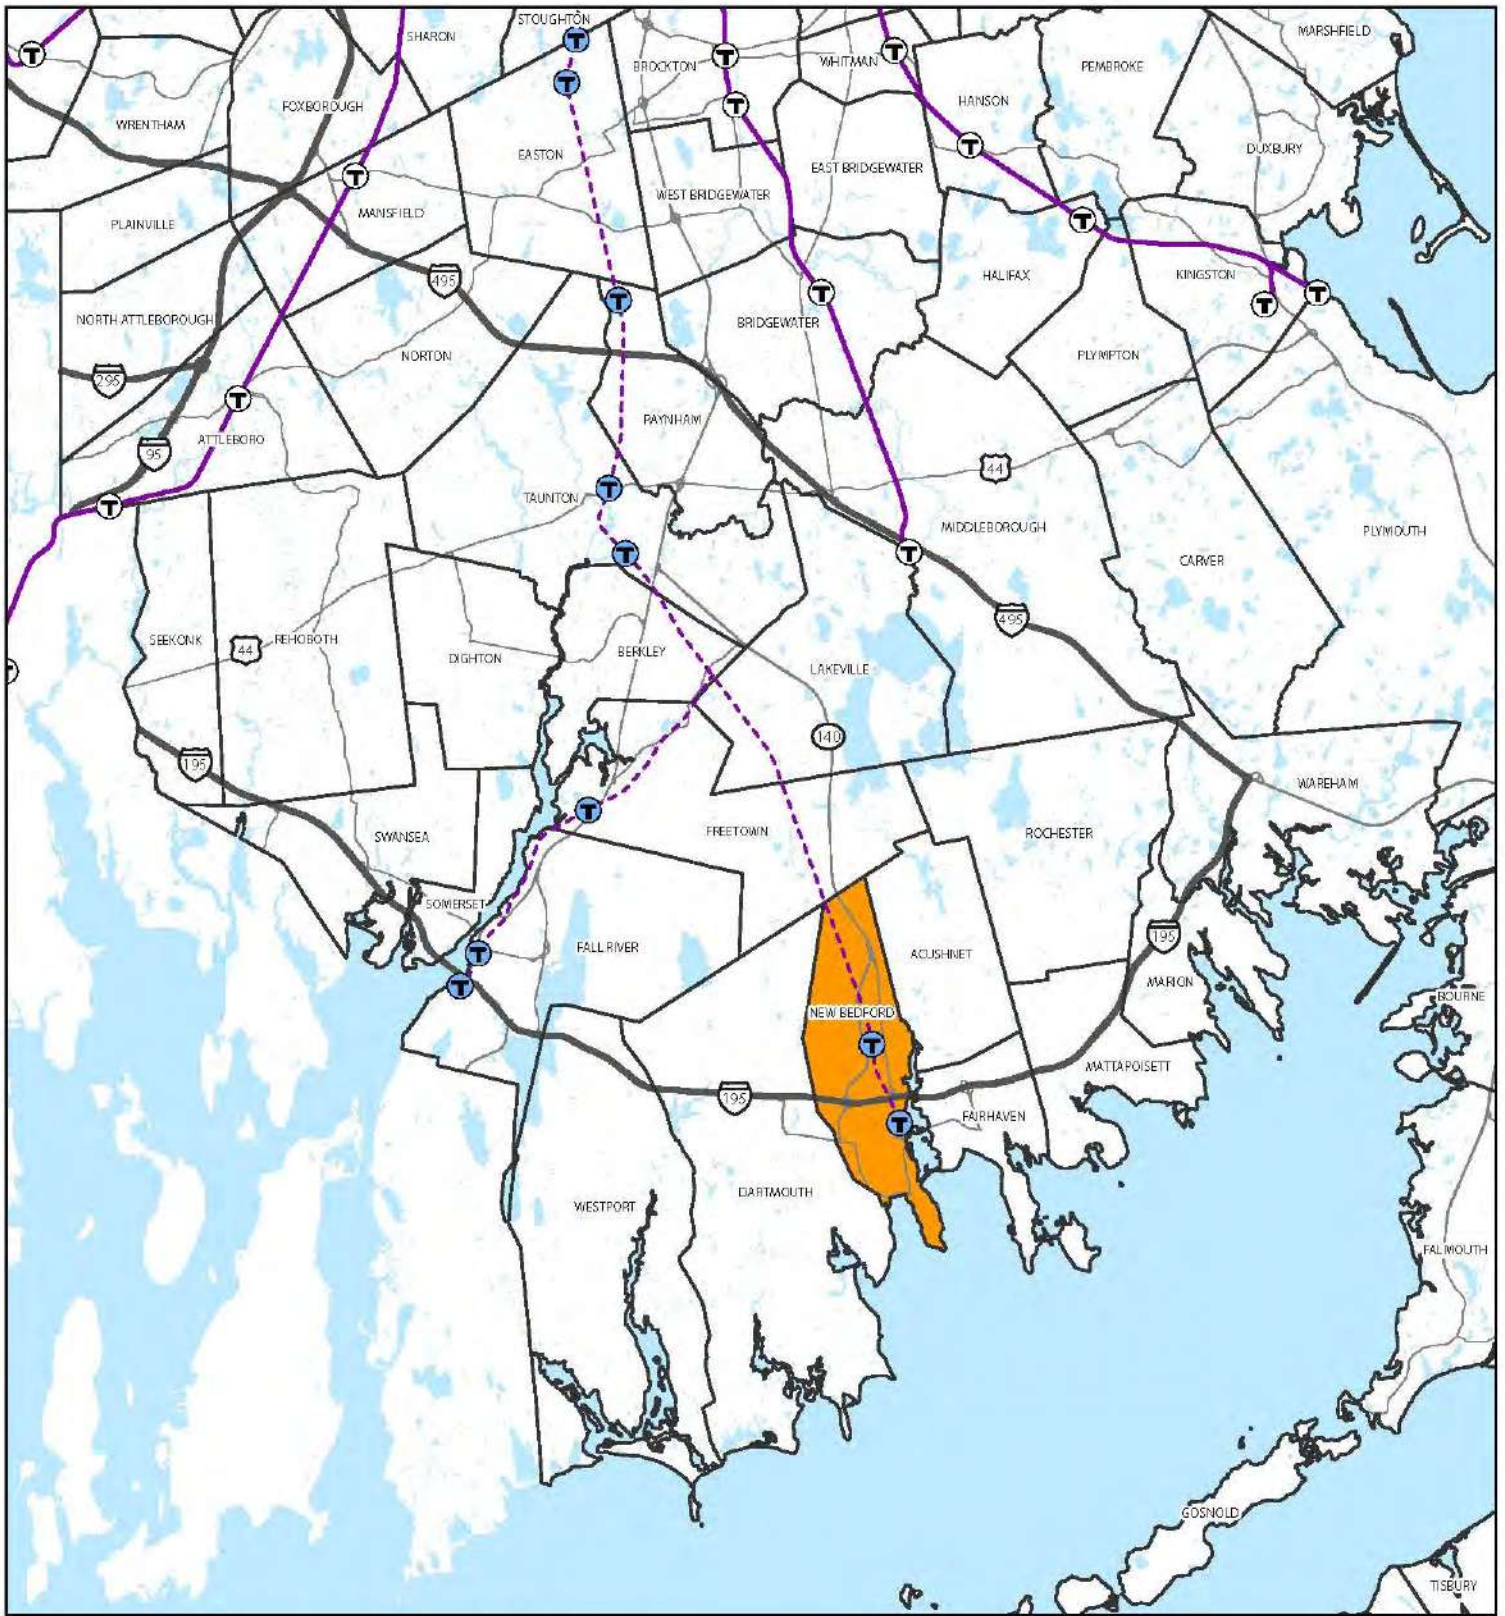 STOUGHTON
MARSHFIELD
SHARON
T
T
T
T
BROCKTON
WHITMAN
PEMBROKE
T
FOXBOROUGH
HANSON
T
WRENTHAM
T
DUXBURY
EASTON
EAST BRIDGEWATER
T
MANSFIELD
WEST BRIDGEWATER
PLAINVILLE
T
495
HALIFAX
KINGSTON
T
T
T
T
NORTH ATTLEBOROUGH
BRIDGEWATER
NORTON
PLYMPTON
295
T
RAYNHAM
ATTLEBORO
95
44
T
TAUNTON
T
MIDDLEBOROUGH
PLYMOUTH
T
T
CARVER
495
SEEKONK
REHOBOTH
44
BERKLEY
DIGHTON
LAKEVILLE
T
140
195
WAREHAM
T
SWANSEA
FREETOWN
ROCHESTER
SOMERSET
FALL RIVER
ACUSHNET
195
T
T
MARION
BOURNE
NEW BEDFORD
T
MATTAPOISETT
195
FAIRHAVEN
T
DARTMOUTH
WESTPORT
FALMOUTH
GOSNOLD
TISBURY